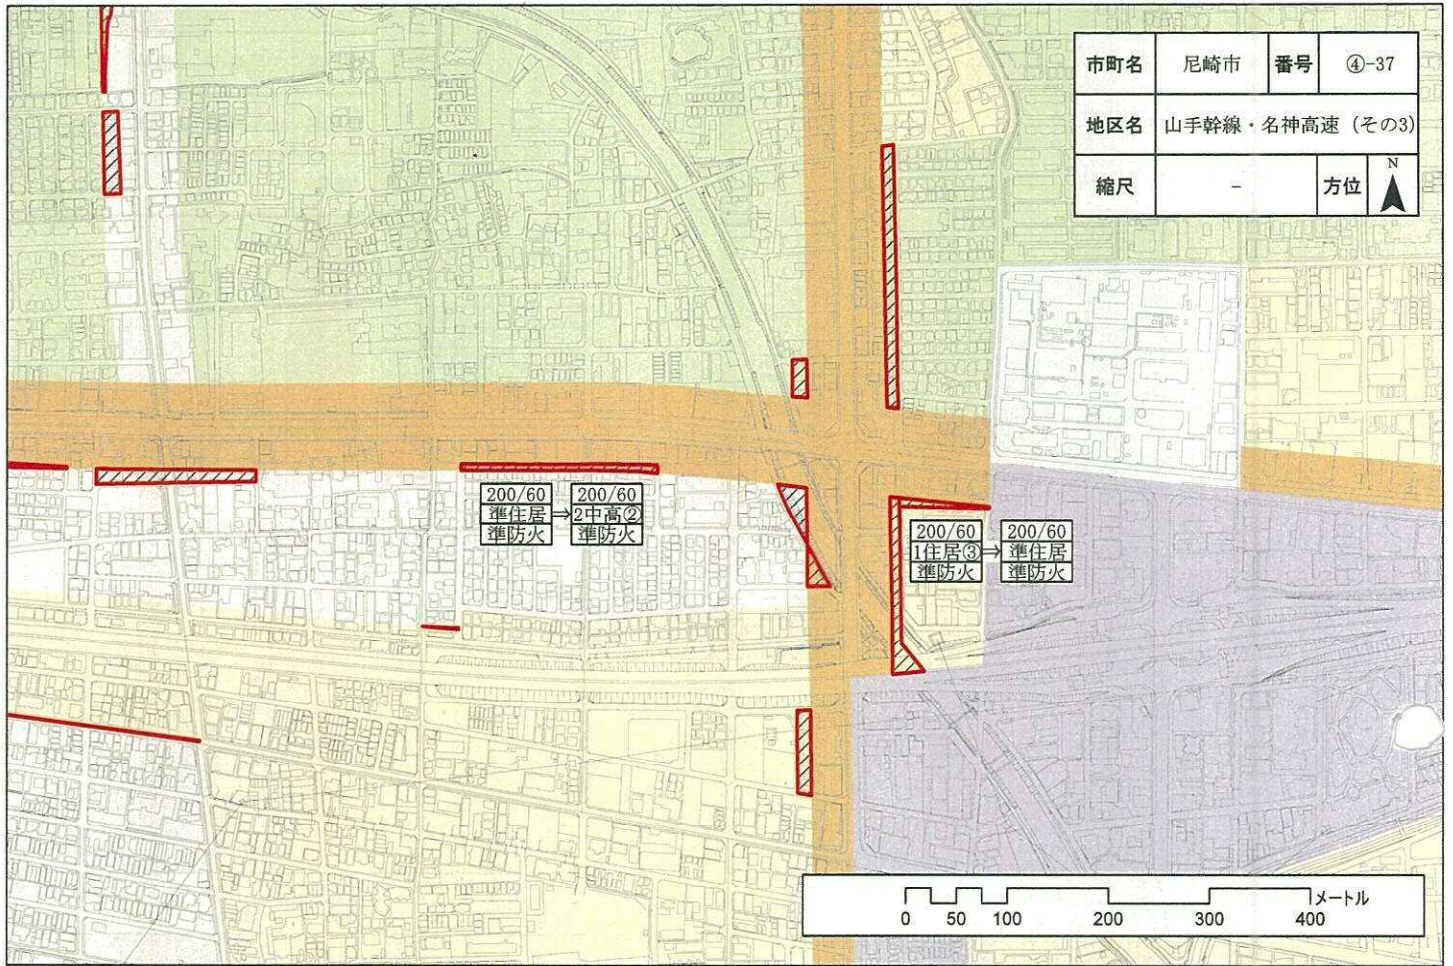 市町名 尼崎市 番号 ④-37
地区名 山手幹線・名神高速（その3）
縮尺 - 方位 N
200/60 200/60
準住居 ⇒ 2中高②
準防火 準防火
200/60 200/60
1住居③ ⇒ 準住居
準防火 準防火
メートル
0 50 100 200 300 400